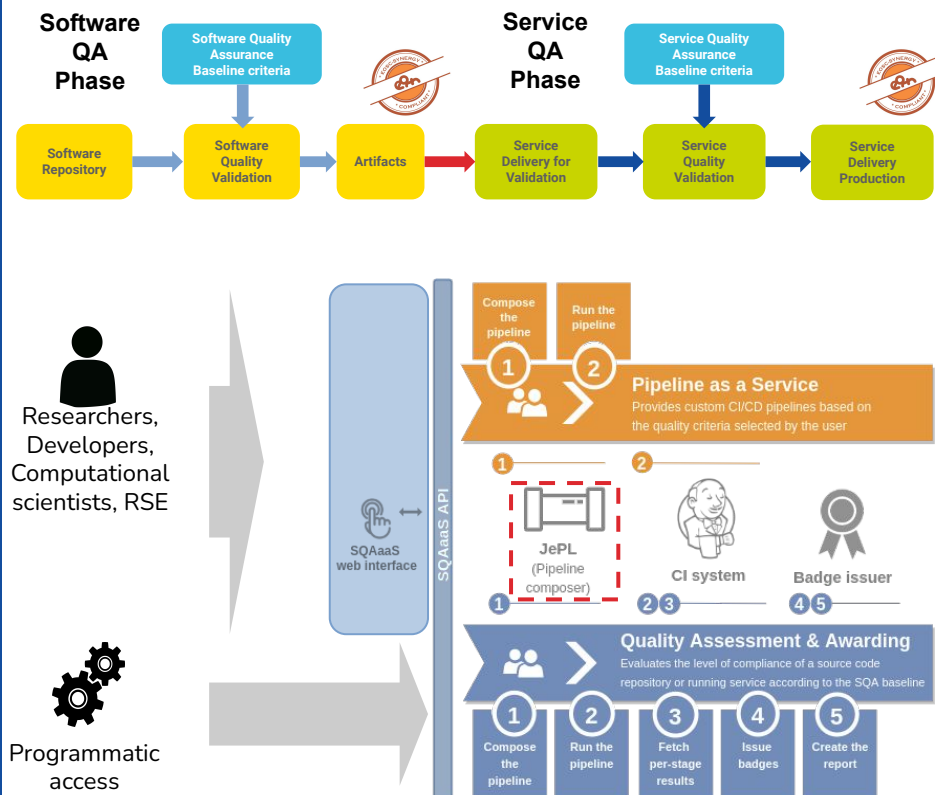 Software
QA
Phase
Software Quality
Assurance
Baseline criteria
EOSC-SYNERGY
COMPLIANT
Service
QA
Phase
Service Quality
Assurance
Baseline criteria
EOSC-SYNERGY
COMPLIANT
Software
Repository
Software
Quality
Validation
Artifacts
Service
Delivery for
Validation
Service
Quality
Validation
Service
Delivery
Production
Researchers,
Developers,
Computational
scientists, RSE
Programmatic
access
SQAaaS
web interface
SQAaaS API
Compose
the
pipeline
1
Run the
pipeline
2
Pipeline as a Service
Provides custom CI/CD pipelines based on
the quality criteria selected by the user
1
2
JePL
(Pipeline
composer)
CI system
Badge issuer
1
2 3
4 5
Quality Assessment & Awarding
Evaluates the level of compliance of a source code
repository or running service according to the SQA baseline
1
Compose
the
pipeline
2
Run the
pipeline
3
Fetch
per-stage
results
4
Issue
badges
5
Create the
report